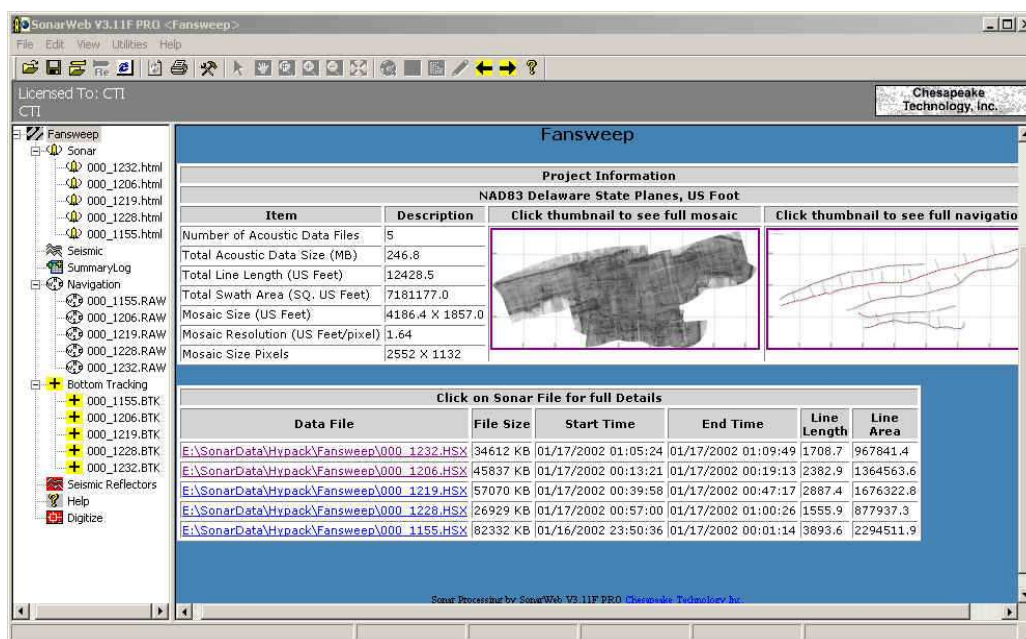 SonarWeb V3.11F PRO <Fansweep>
File Edit View Utilities Help
Licensed To: CTI
CTI
Chesapeake
Technology, Inc.
Fansweep
Sonar
000_1232.html
000_1206.html
000_1219.html
000_1228.html
000_1155.html
Seismic
SummaryLog
Navigation
000_1155.RAW
000_1206.RAW
000_1219.RAW
000_1228.RAW
000_1232.RAW
Bottom Tracking
000_1155.BTK
000_1206.BTK
000_1219.BTK
000_1228.BTK
000_1232.BTK
Seismic Reflectors
Help
Digitize
Fansweep
Project Information
NAD83 Delaware State Planes, US Foot
Item Description Click thumbnail to see full mosaic Click thumbnail to see full navigatio
Number of Acoustic Data Files 5
Total Acoustic Data Size (MB) 246.8
Total Line Length (US Feet) 12428.5
Total Swath Area (SQ. US Feet) 7181177.0
Mosaic Size (US Feet) 4186.4 X 1857.0
Mosaic Resolution (US Feet/pixel) 1.64
Mosaic Size Pixels 2552 X 1132
Click on Sonar File for full Details
Data File File Size Start Time End Time Line Length Line Area
E:\SonarData\Hypack\Fansweep\000_1232.HSX 34612 KB 01/17/2002 01:05:24 01/17/2002 01:09:49 1708.7 967841.4
E:\SonarData\Hypack\Fansweep\000_1206.HSX 45837 KB 01/17/2002 00:13:21 01/17/2002 00:19:13 2382.9 1364563.6
E:\SonarData\Hypack\Fansweep\000_1219.HSX 57070 KB 01/17/2002 00:39:58 01/17/2002 00:47:17 2887.4 1676322.8
E:\SonarData\Hypack\Fansweep\000_1228.HSX 26929 KB 01/17/2002 00:57:00 01/17/2002 01:00:26 1555.9 877937.3
E:\SonarData\Hypack\Fansweep\000_1155.HSX 82332 KB 01/16/2002 23:50:36 01/17/2002 00:01:14 3893.6 2294511.9
Sonar Processing by SonarWeb V3.11F PRO Chesapeake Technology Inc.